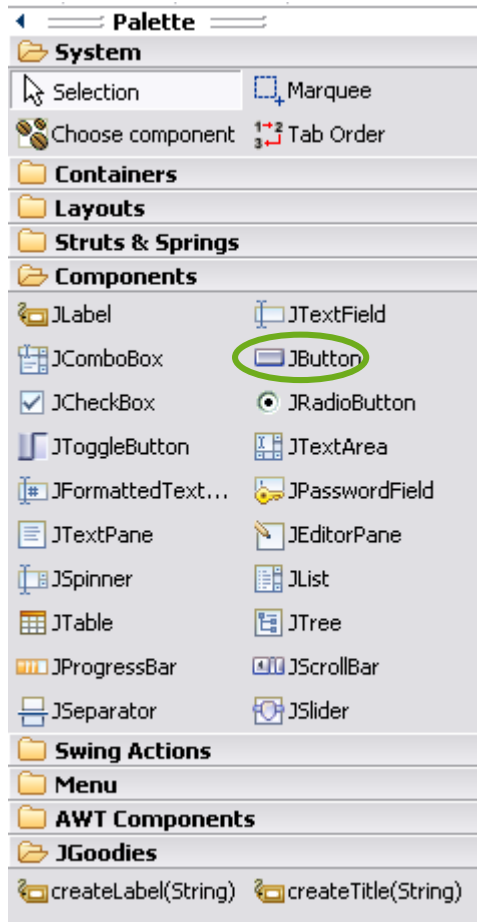 Palette
System
Selection Marquee
Choose component Tab Order
Containers
Layouts
Struts & Springs
Components
JLabel JTextField
JComboBox JButton
JCheckBox JRadioButton
JToggleButton JTextArea
JFormattedText... JPasswordField
JTextPane JEditorPane
JSpinner JList
JTable JTree
JProgressBar JScrollBar
JSeparator JSlider
Swing Actions
Menu
AWT Components
JGoodies
createLabel(String) createTitle(String)